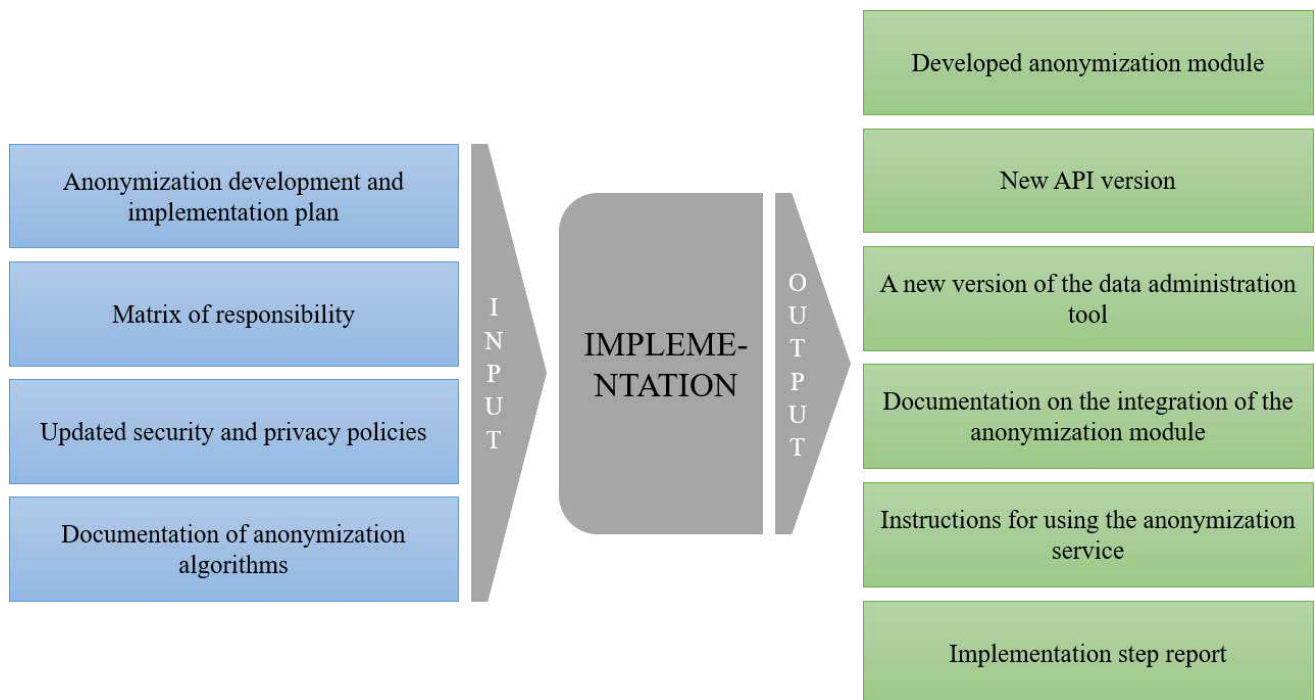 Anonymization development and
implementation plan
Matrix of responsibility
Updated security and privacy policies
Documentation of anonymization
algorithms
INPUT
IMPLEME-
NTATION
OUTPUT
Developed anonymization module
New API version
A new version of the data administration
tool
Documentation on the integration of the
anonymization module
Instructions for using the anonymization
service
Implementation step report